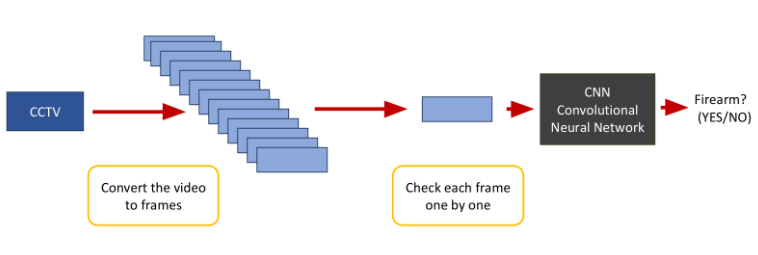 CCTV
Convert the video
to frames
Check each frame
one by one
CNN
Convolutional
Neural Network
Firearm?
(YES/NO)